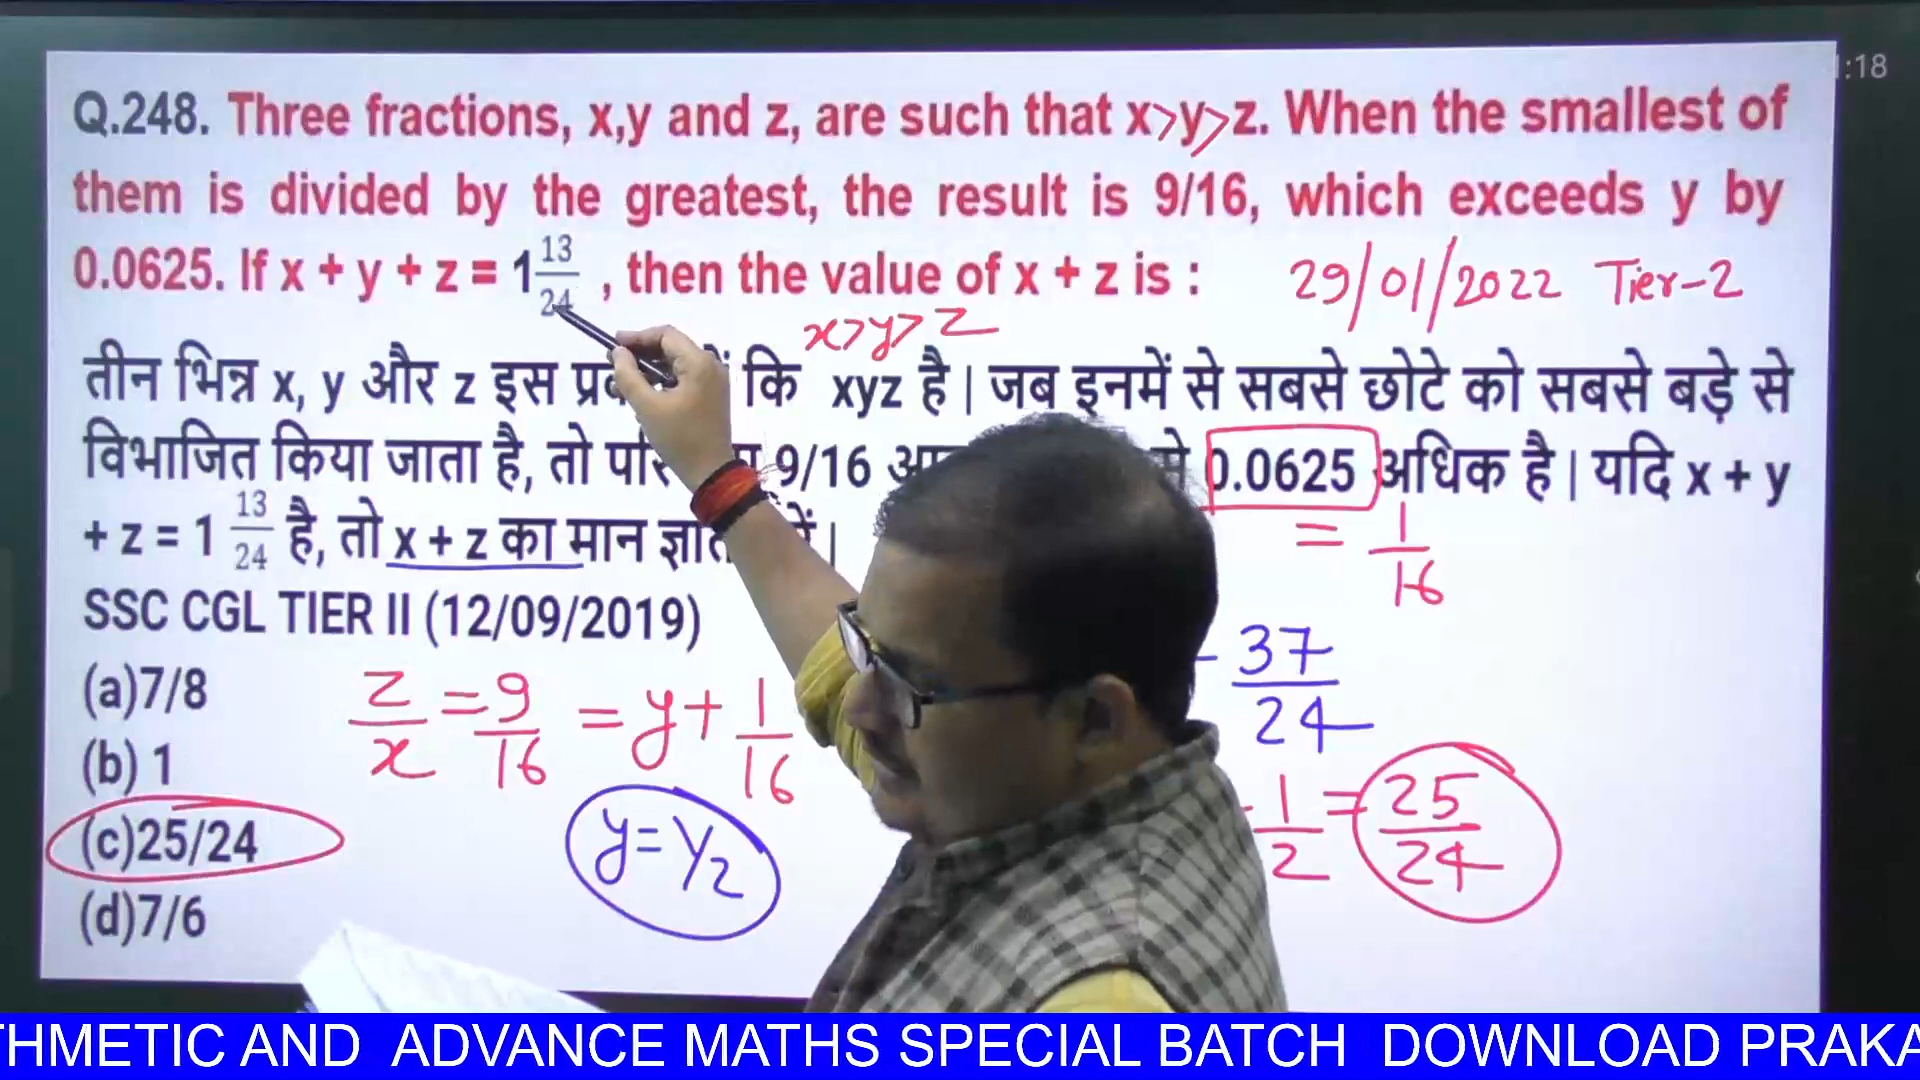 :18
Q.248. Three fractions, x,y and z, are such that x>y>z. When the smallest of
them is divided by the greatest, the result is 9/16, which exceeds y by
0.0625. If x + y + z = 1 13/24 , then the value of x + z is :
29/01/2022 Tier-2
x>y>z
तीन भिन्न x, y और z इस कि xyz है | जब इनमें से सबसे छोटे को सबसे बड़े से
विभाजित किया जाता है, तो 9/16 0.0625 अधिक है | यदि x + y
+ z = 1 13/24 है, तो x + z का मान
= 1/16
SSC CGL TIER II (12/09/2019)
37/24
(a)7/8
z/x = 9/16 = y + 1/16
(b) 1
1/2 = 25/24
(c)25/24
y = 1/2
(d)7/6
THMETIC AND ADVANCE MATHS SPECIAL BATCH DOWNLOAD PRAKA